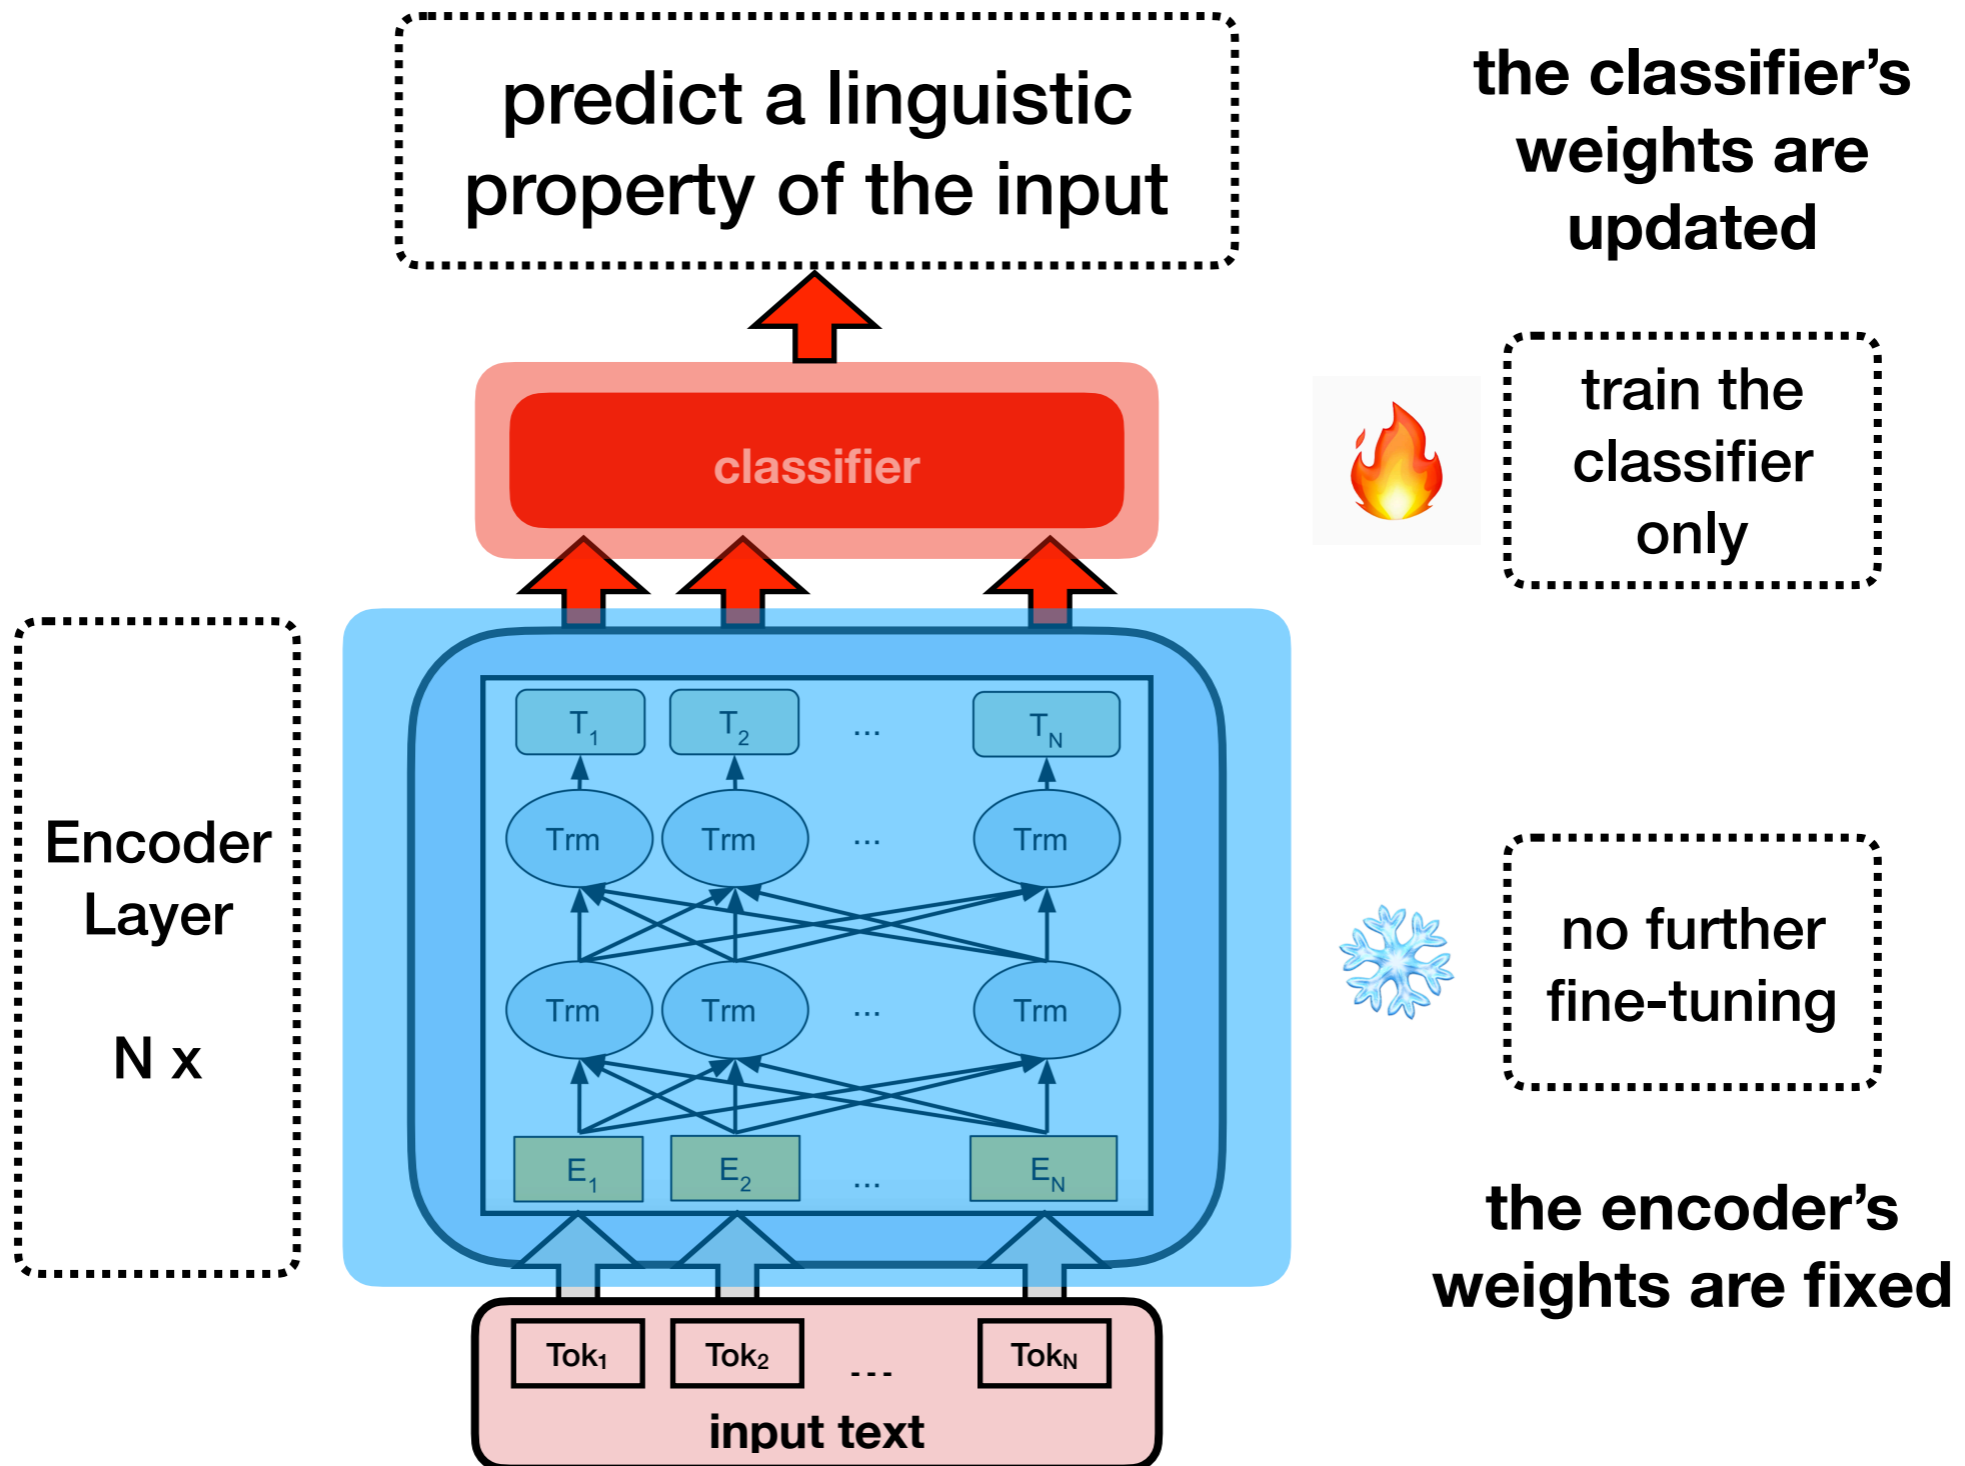 predict a linguistic
property of the input
the classifier’s
weights are
updated
classifier
train the
classifier
only
Encoder
Layer
N x
T1 T2 ... TN
Trm Trm ... Trm
Trm Trm ... Trm
E1 E2 ... EN
no further
fine-tuning
the encoder’s
weights are fixed
Tok1 Tok2 --- TokN
input text